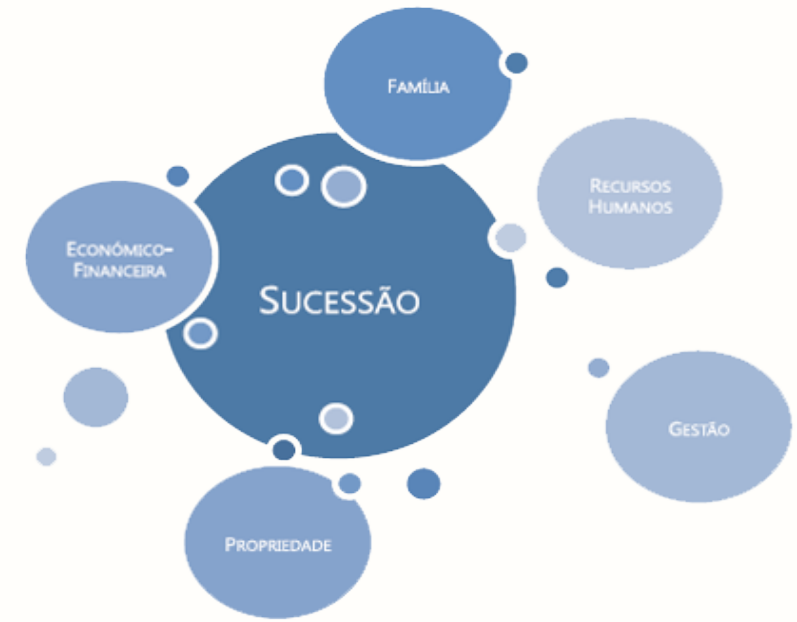 Família
Recursos
Humanos
Económico-
Financeira
Sucessão
Gestão
Propriedade